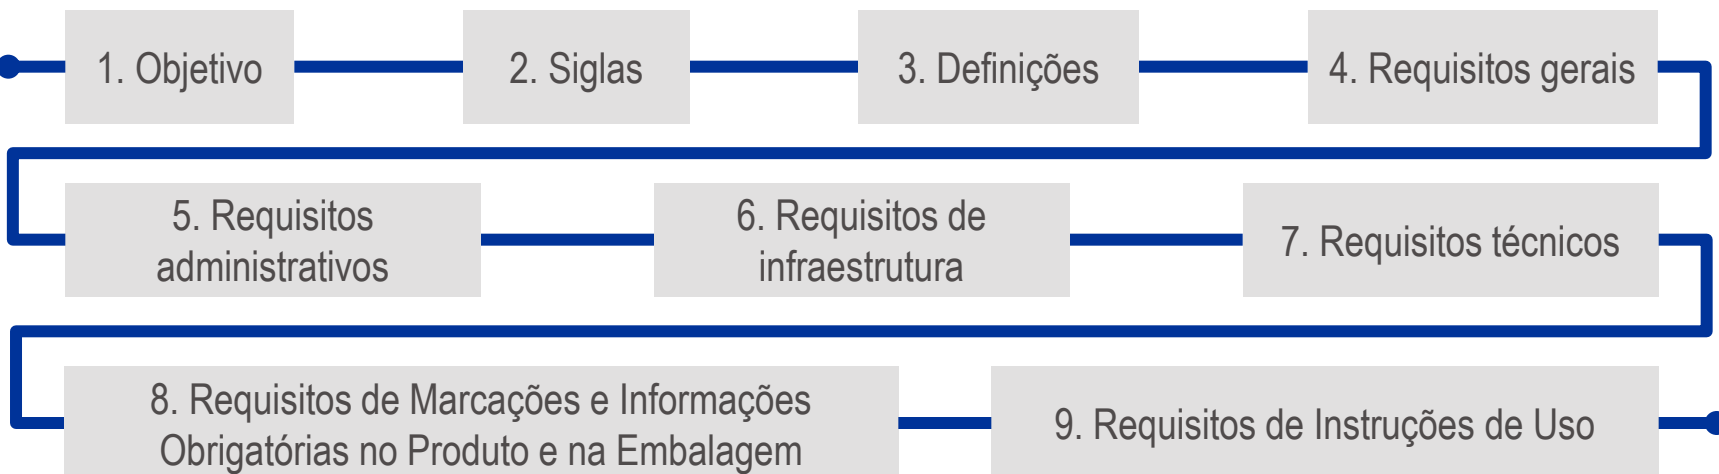 1. Objetivo
2. Siglas
3. Definições
4. Requisitos gerais
5. Requisitos
administrativos
6. Requisitos de
infraestrutura
7. Requisitos técnicos
8. Requisitos de Marcações e Informações
Obrigatórias no Produto e na Embalagem
9. Requisitos de Instruções de Uso